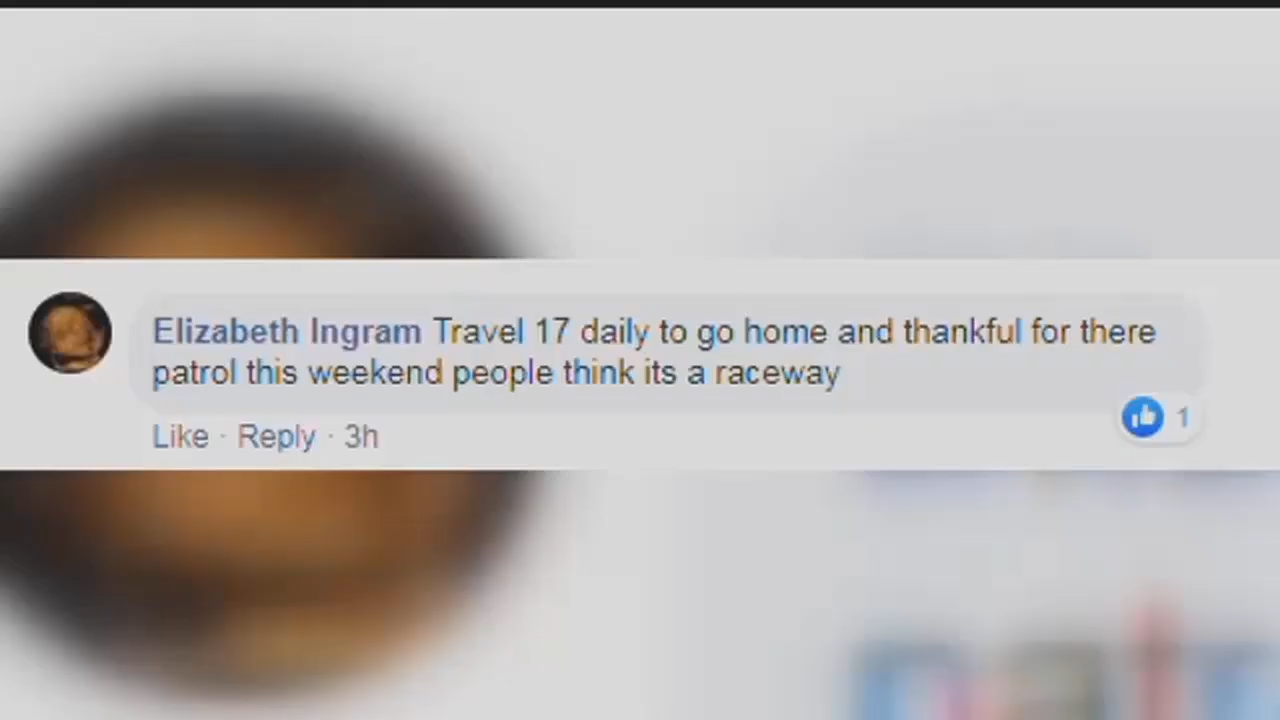 Elizabeth Ingram Travel 17 daily to go home and thankful for there
patrol this weekend people think its a raceway
Like · Reply · 3h
1